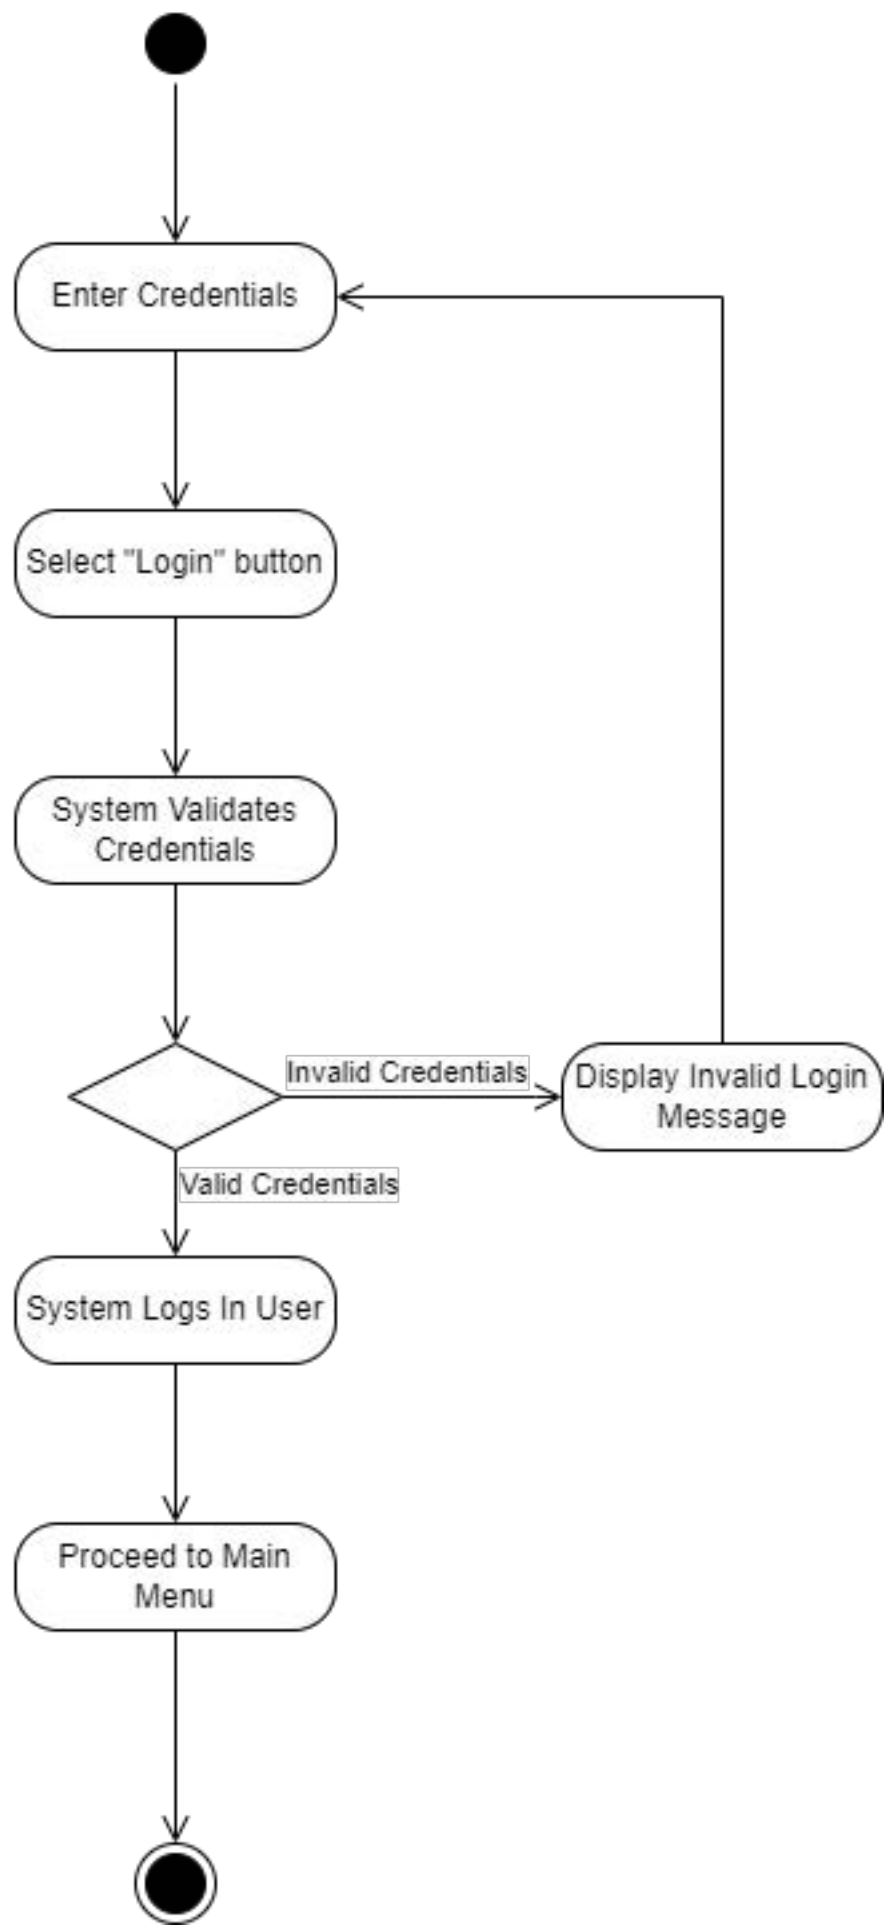 Enter Credentials
Select "Login" button
System Validates
Credentials
Invalid Credentials
Display Invalid Login
Message
Valid Credentials
System Logs In User
Proceed to Main
Menu